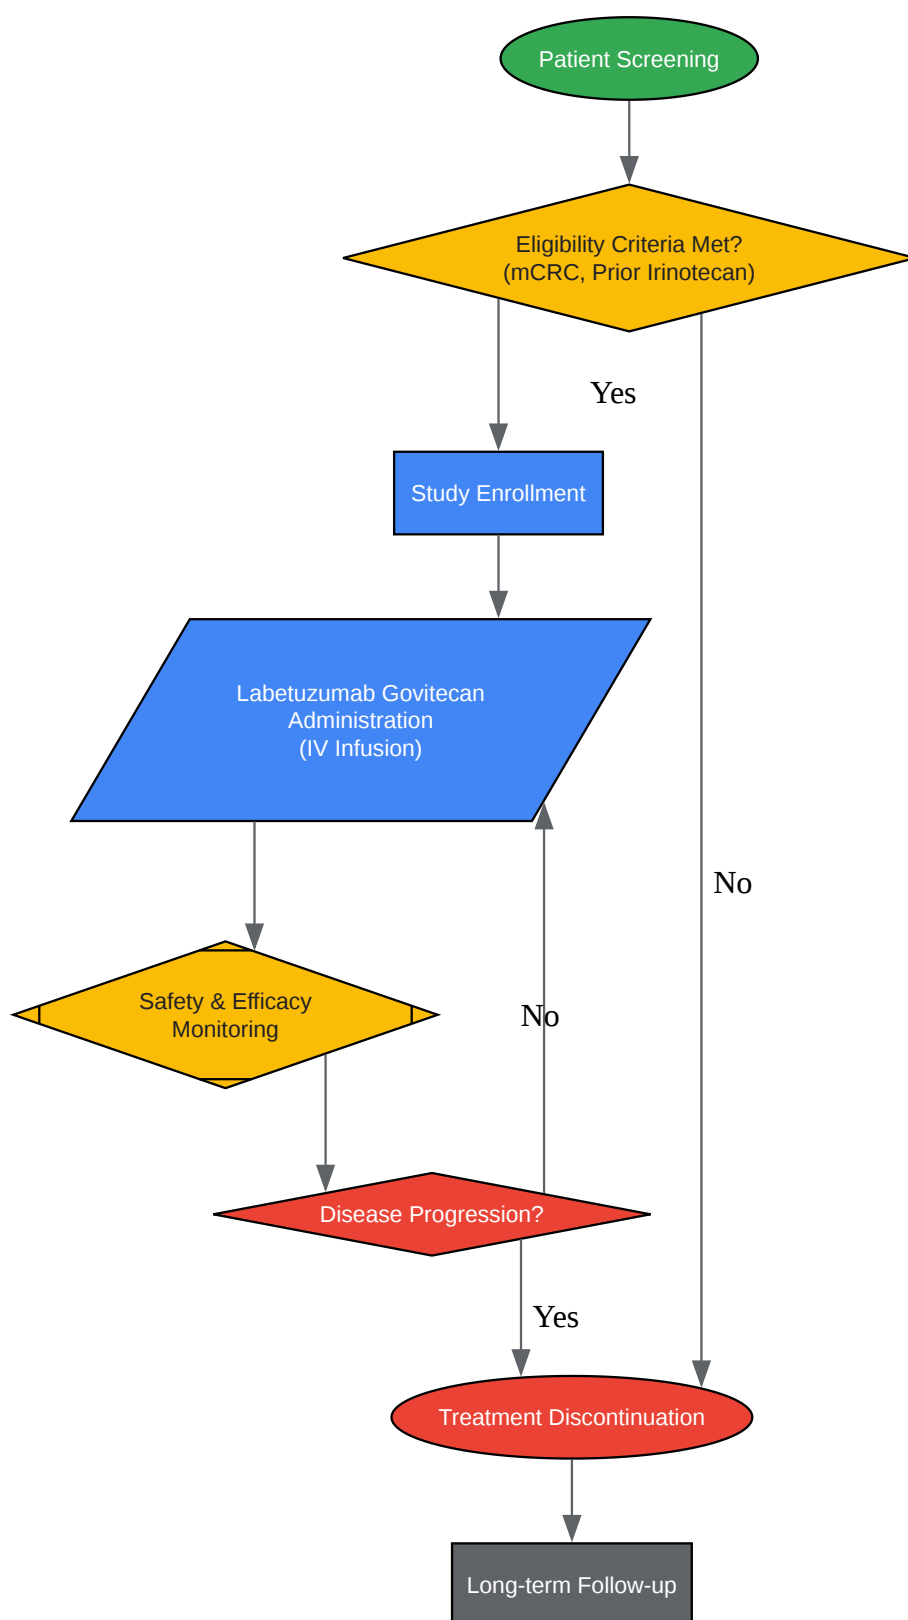 Patient Screening
Eligibility Criteria Met?
(mCRC, Prior Irinotecan)
Yes
Study Enrollment
Labetuzumab Govitecan
Administration
(IV Infusion)
No
Safety & Efficacy
Monitoring
No
Disease Progression?
Yes
Treatment Discontinuation
Long-term Follow-up